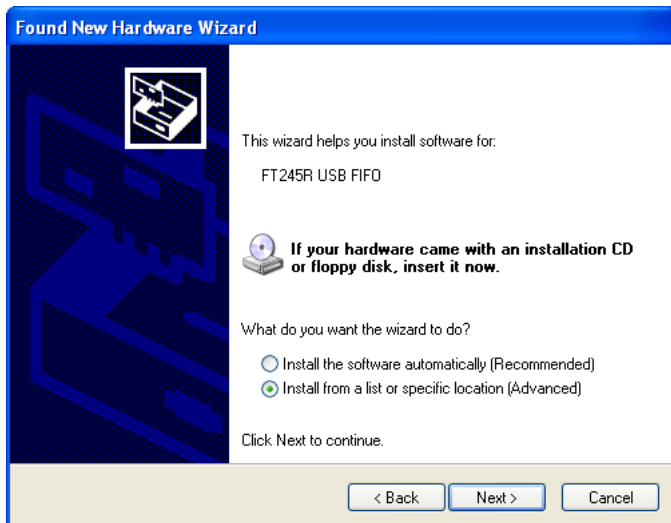 Found New Hardware Wizard
This wizard helps you install software for:
FT245R USB FIFO
If your hardware came with an installation CD
or floppy disk, insert it now.
What do you want the wizard to do?
Install the software automatically (Recommended)
Install from a list or specific location (Advanced)
Click Next to continue.
< Back Next > Cancel